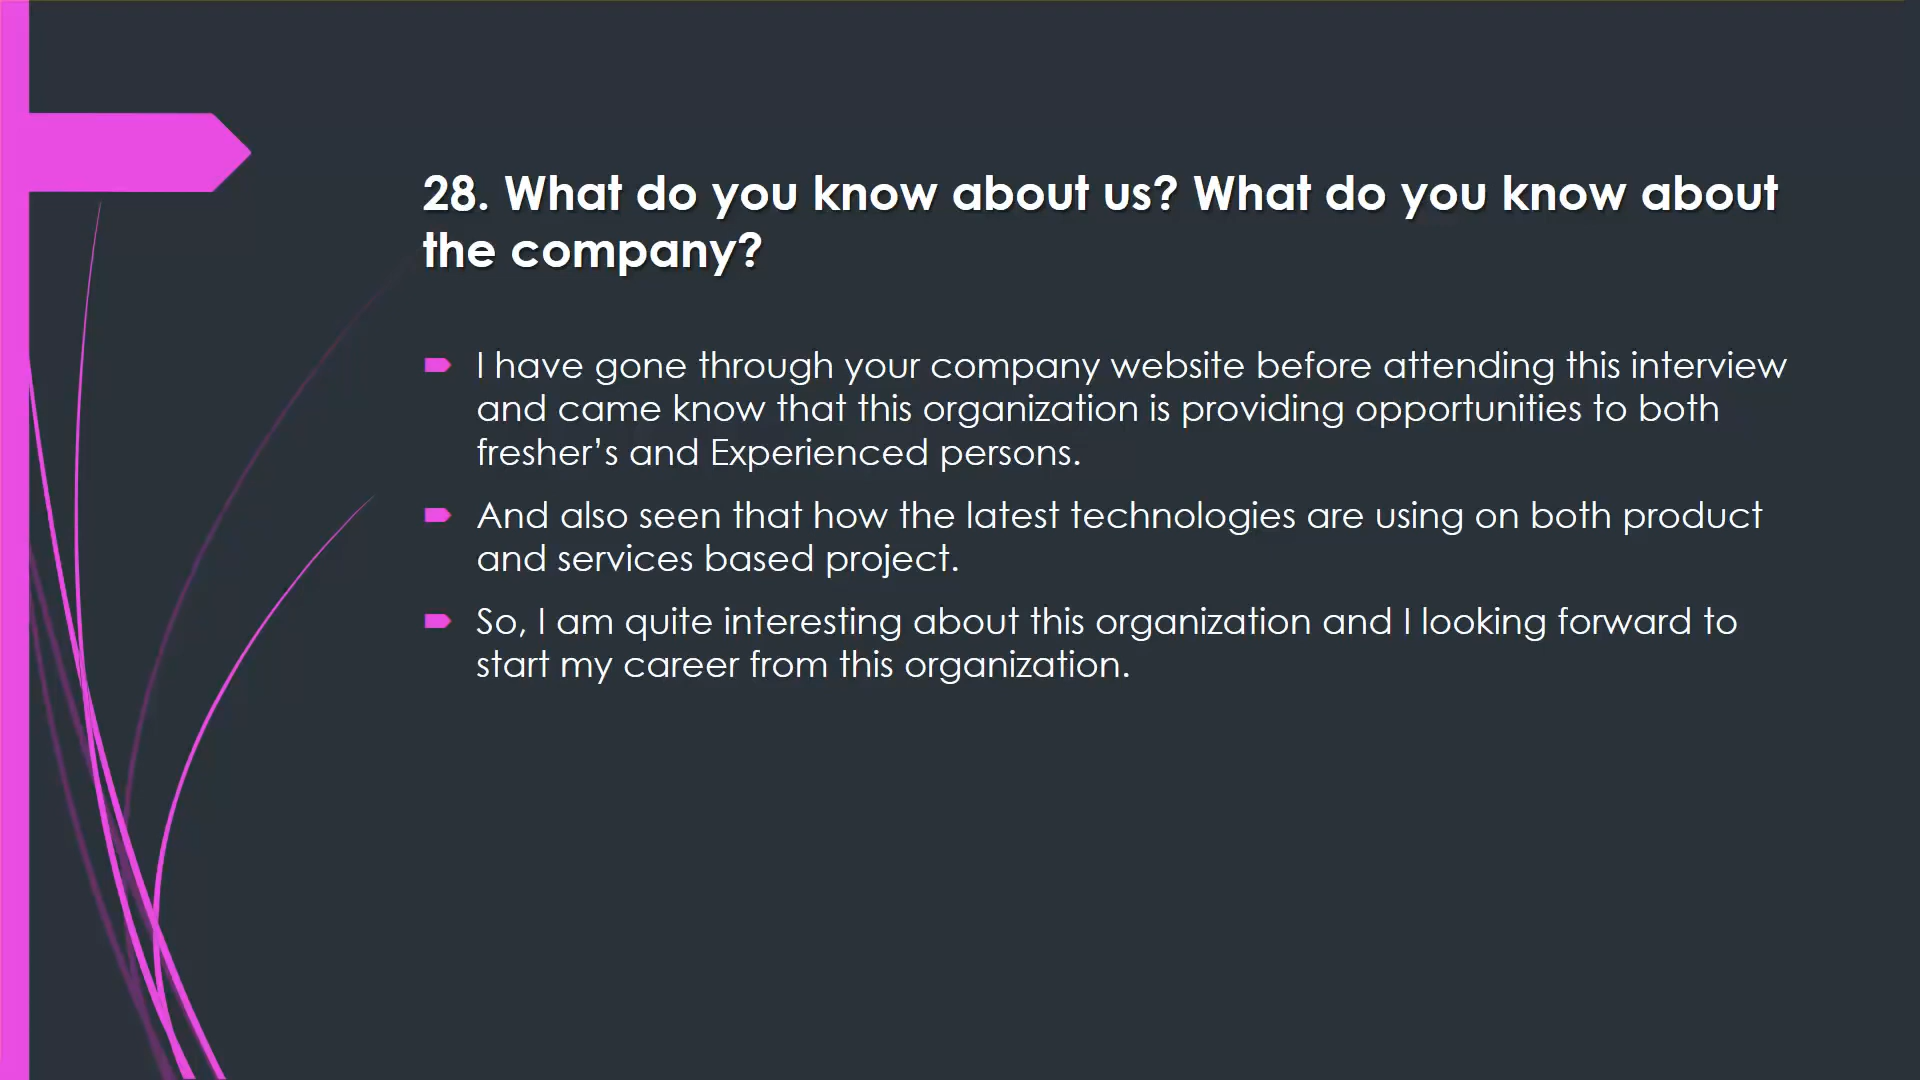 28. What do you know about us? What do you know about
the company?
I have gone through your company website before attending this interview
and came know that this organization is providing opportunities to both
fresher’s and Experienced persons.
And also seen that how the latest technologies are using on both product
and services based project.
So, I am quite interesting about this organization and I looking forward to
start my career from this organization.